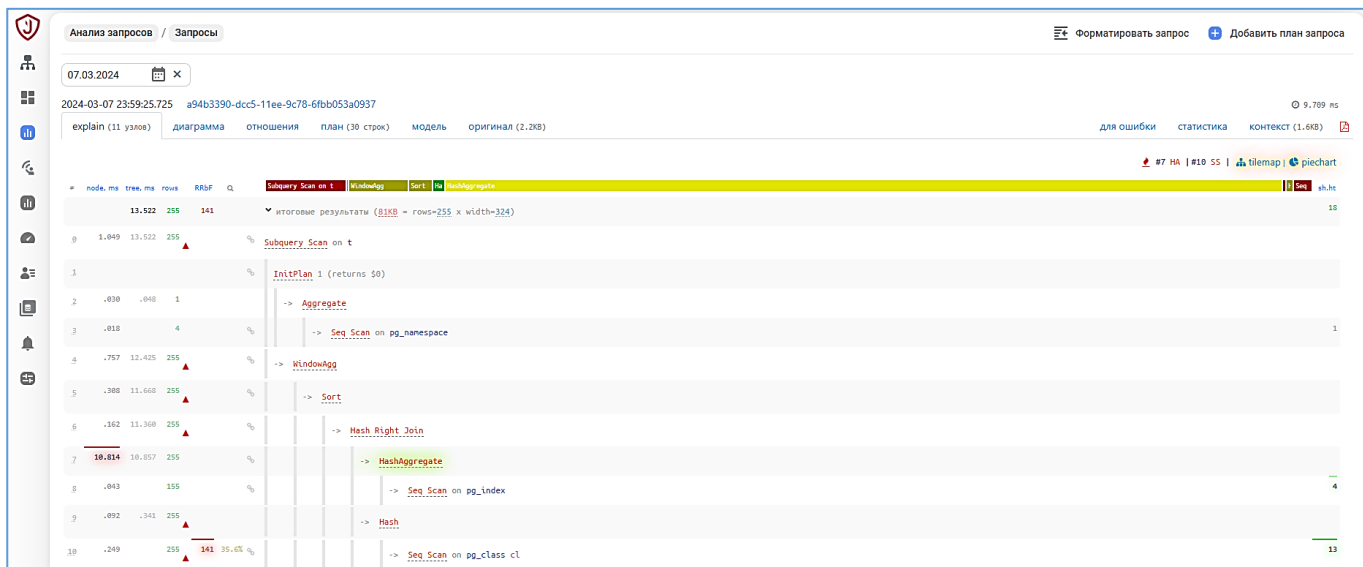 Анализ запросов / Запросы
Форматировать запрос
Добавить план запроса
07.03.2024
2024-03-07 23:59:25.725 a94b3390-dcc5-11ee-9c78-6fbb053a0937
9.709 ms
explain (11 узлов) диаграмма отношения план (30 строк) модель оригинал (2.2KB) для ошибки статистика контекст (1.6KB)
#7 HA | #10 SS | tilemap | piechart
# node, ms tree, ms rows RRbF Subquery Scan on t WindowAgg Sort Ha HashAggregate Seq sh.ht
13.522 255 141 итоговые результаты (81KB = rows=255 x width=324) 18
0 1.049 13.522 255 Subquery Scan on t
1 InitPlan 1 (returns $0)
2 .030 .048 1 -> Aggregate
3 .018 4 -> Seq Scan on pg_namespace 1
4 .757 12.425 255 -> WindowAgg
5 .308 11.668 255 -> Sort
6 .162 11.360 255 -> Hash Right Join
7 10.814 10.857 255 -> HashAggregate
8 .043 155 -> Seq Scan on pg_index 4
9 .092 .341 255 -> Hash
10 .249 255 141 35.6% -> Seq Scan on pg_class cl 13